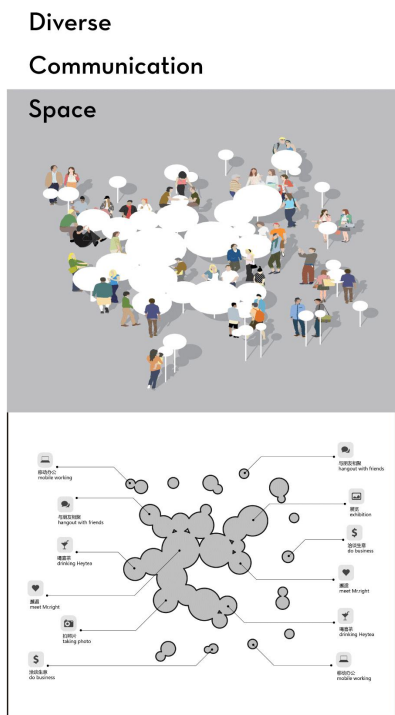 Diverse
Communication
Space
移动办公
mobile working
与朋友相聚
hangout with friends
与朋友相聚
hangout with friends
展览
exhibition
洽谈生意
do business
喝喜茶
drinking Heytea
邂逅
meet Mr.right
邂逅
meet Mr.right
拍照片
taking photo
喝喜茶
drinking Heytea
洽谈生意
do business
移动办公
mobile working